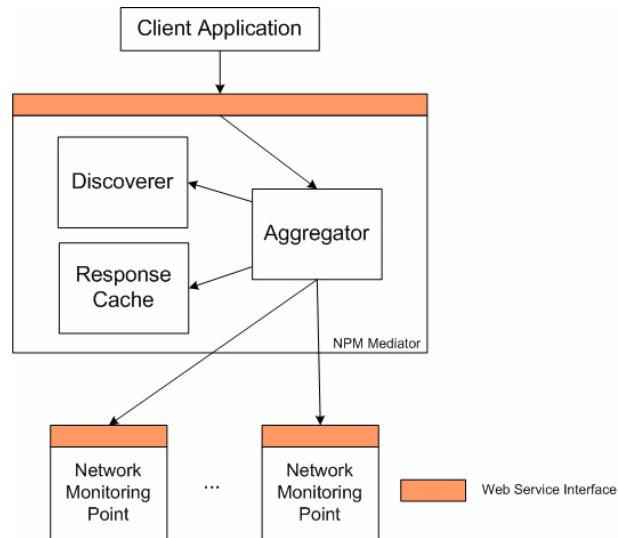 Client Application
Discoverer
Aggregator
Response
Cache
NPM Mediator
Network
Monitoring
Point
...
Network
Monitoring
Point
Web Service Interface